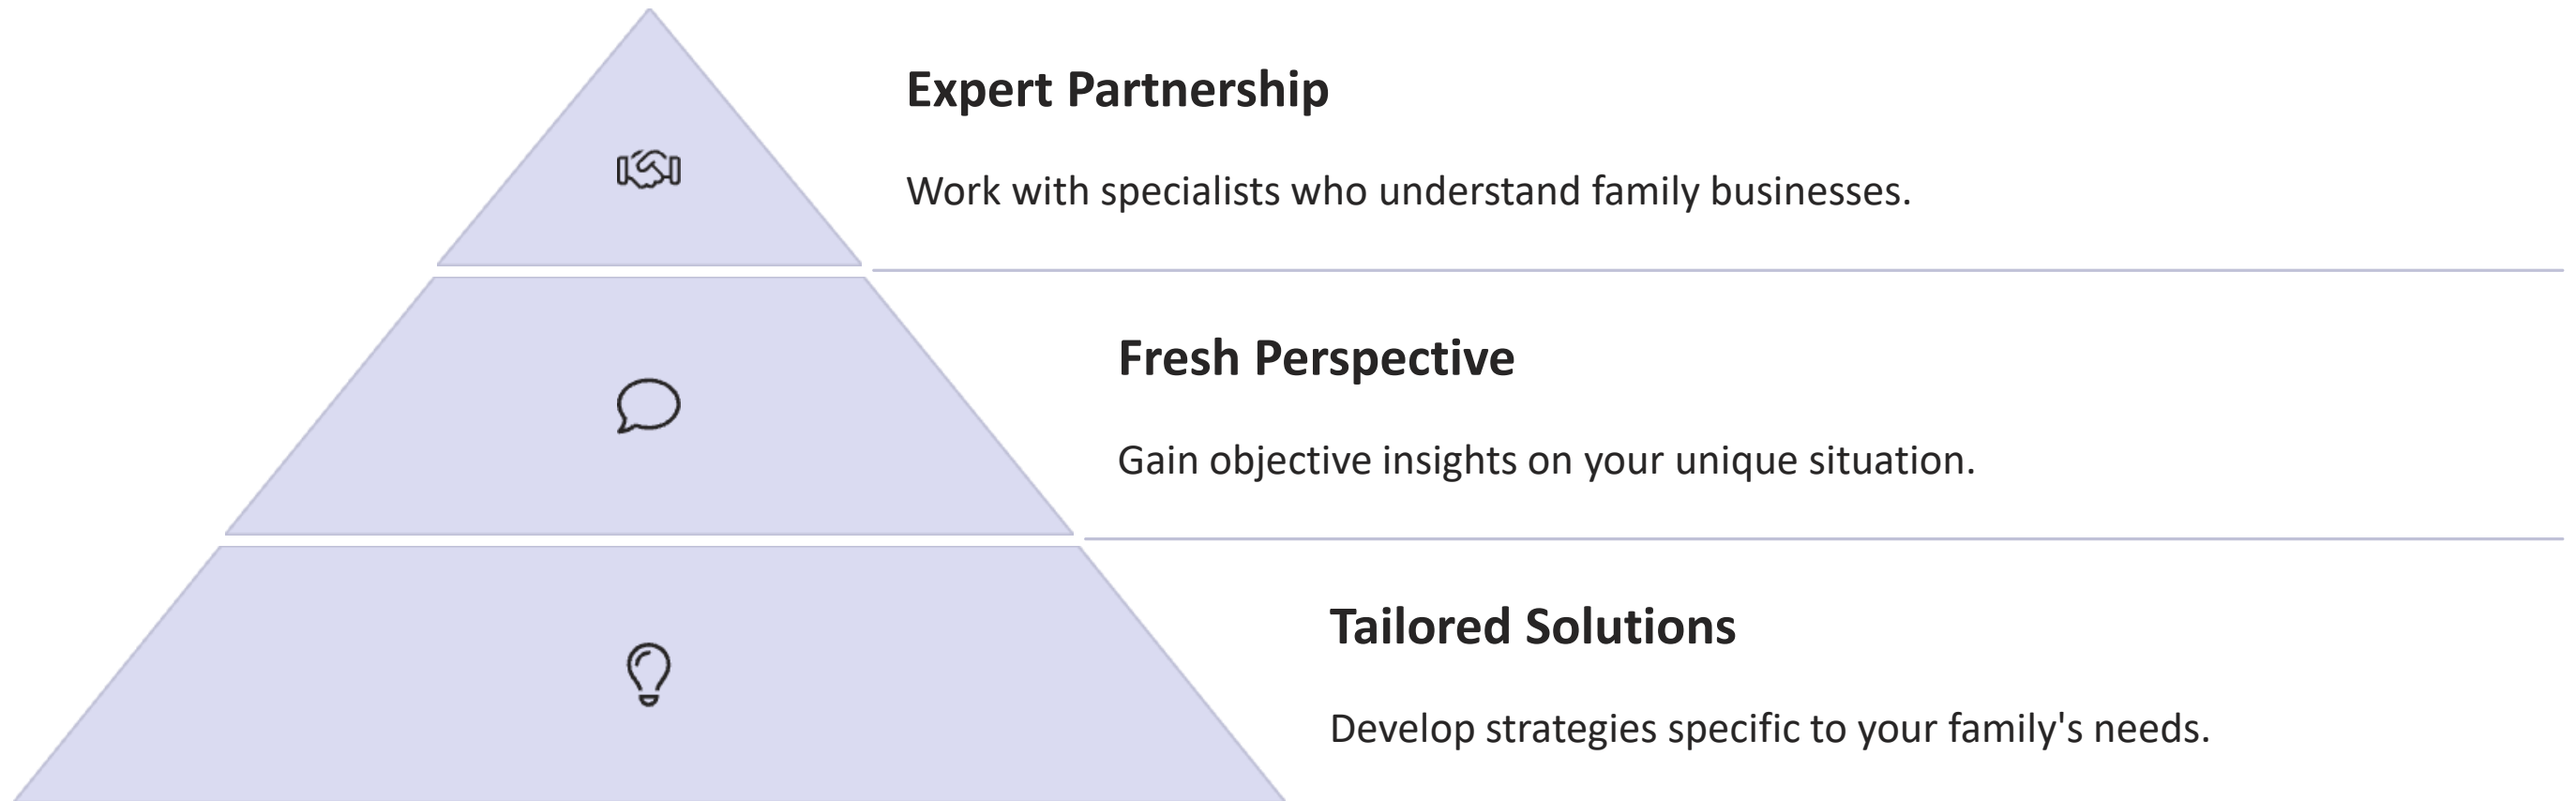 Expert Partnership
Work with specialists who understand family businesses.
Fresh Perspective
Gain objective insights on your unique situation.
Tailored Solutions
Develop strategies specific to your family's needs.